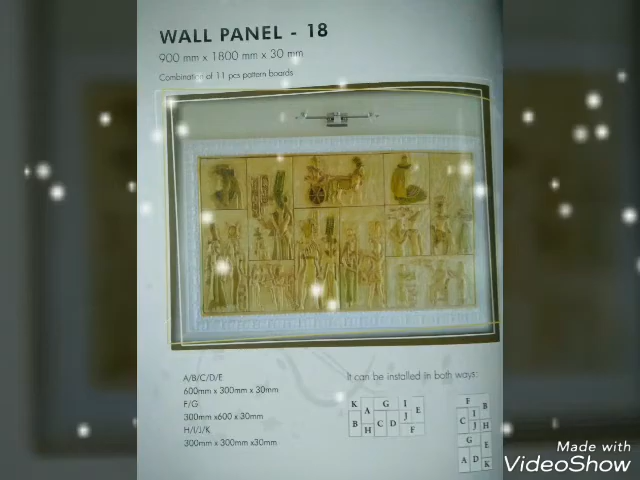 WALL PANEL - 18
900 mm x 1800 mm x 30 mm
Combination of 11 pcs pattern boards
A/B/C/D/E
600mm x 300mm x 30mm
F/G
300mm x600 x 30mm
H/I/J/K
300mm x 300mm x30mm
It can be installed in both ways:
K A G I E
B H C D J F
F B
C I J H
G E
A D K
Made with
VideoShow